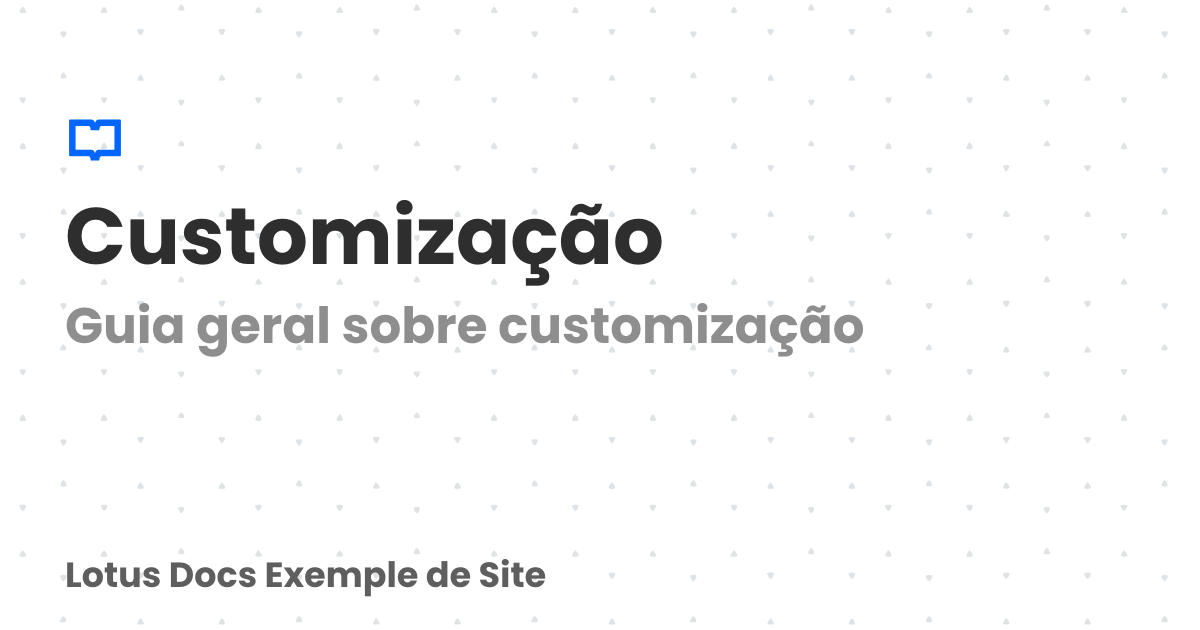 Customização
Guia geral sobre customização
Lotus Docs Exemple de Site